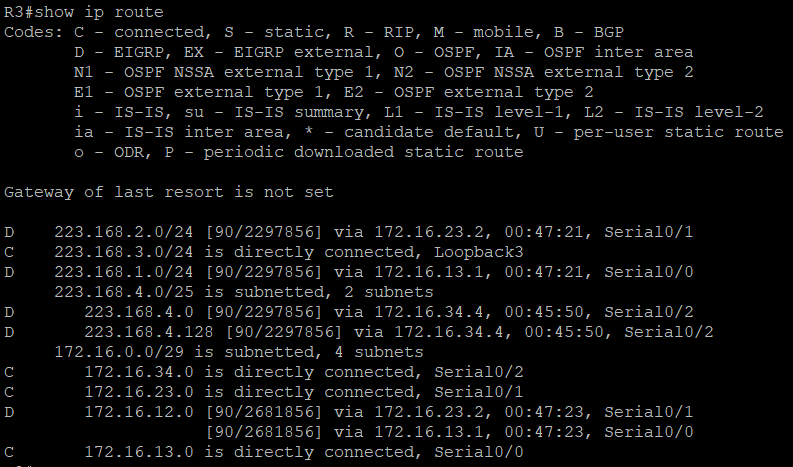 R3#show ip route
Codes: C - connected, S - static, R - RIP, M - mobile, B - BGP
       D - EIGRP, EX - EIGRP external, O - OSPF, IA - OSPF inter area
       N1 - OSPF NSSA external type 1, N2 - OSPF NSSA external type 2
       E1 - OSPF external type 1, E2 - OSPF external type 2
       i - IS-IS, su - IS-IS summary, L1 - IS-IS level-1, L2 - IS-IS level-2
       ia - IS-IS inter area, * - candidate default, U - per-user static route
       o - ODR, P - periodic downloaded static route
Gateway of last resort is not set
D    223.168.2.0/24 [90/2297856] via 172.16.23.2, 00:47:21, Serial0/1
C    223.168.3.0/24 is directly connected, Loopback3
D    223.168.1.0/24 [90/2297856] via 172.16.13.1, 00:47:21, Serial0/0
     223.168.4.0/25 is subnetted, 2 subnets
D       223.168.4.0 [90/2297856] via 172.16.34.4, 00:45:50, Serial0/2
D       223.168.4.128 [90/2297856] via 172.16.34.4, 00:45:50, Serial0/2
     172.16.0.0/29 is subnetted, 4 subnets
C       172.16.34.0 is directly connected, Serial0/2
C       172.16.23.0 is directly connected, Serial0/1
D       172.16.12.0 [90/2681856] via 172.16.23.2, 00:47:23, Serial0/1
                    [90/2681856] via 172.16.13.1, 00:47:23, Serial0/0
C       172.16.13.0 is directly connected, Serial0/0